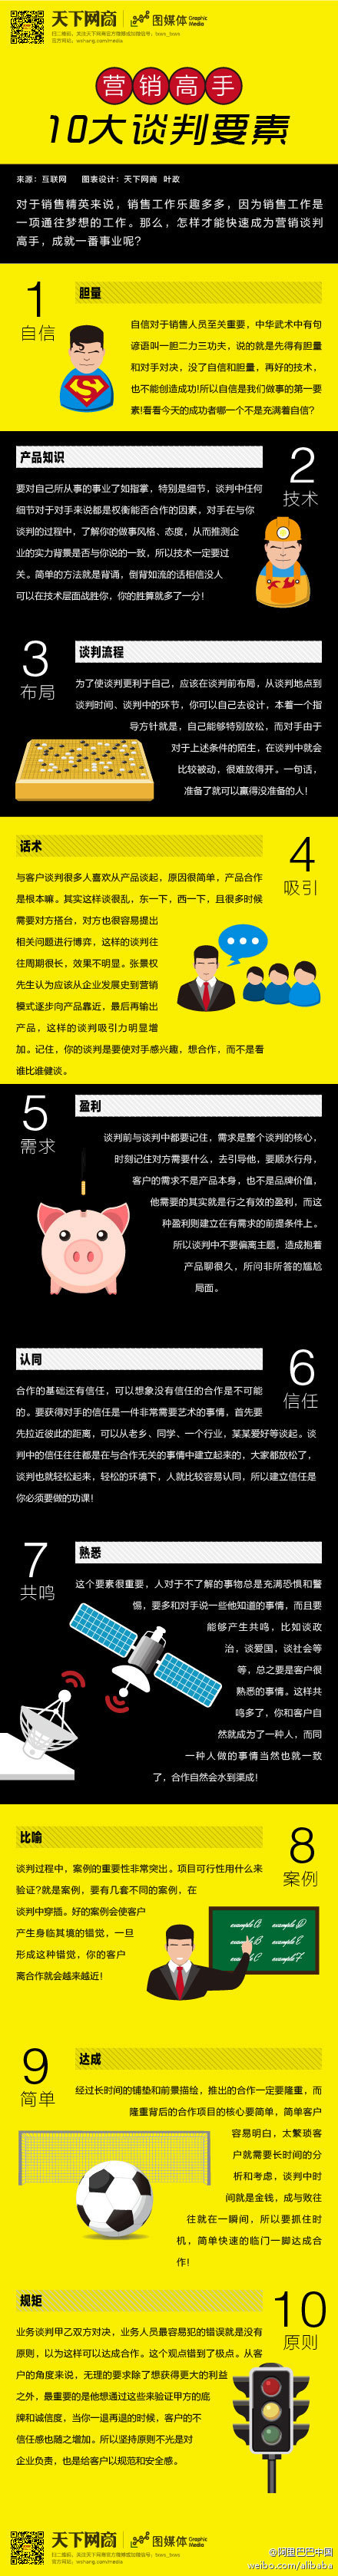 天下网商 图媒体 Graphic Media
营销高手
10大谈判要素
来源：互联网 图表设计：天下网商 叶政
对于销售精英来说，销售工作乐趣多多，因为销售工作是
一项通往梦想的工作。那么，怎样才能快速成为营销谈判
高手，成就一番事业呢？
1
自信
胆量
自信对于销售人员至关重要，中华武术中有句
谚语叫一胆二力三功夫，说的就是先得有胆量
和对手对决，没了自信和胆量，再好的技术，
也不能创造成功!所以自信是我们做事的第一要
素!看看今天的成功者哪一个不是充满着自信？
产品知识
2
技术
要对自己所从事的事业了如指掌，特别是细节，谈判中任何
细节对于对手来说都是权衡能否合作的因素，对手在与你
谈判的过程中，了解你的做事风格、态度，从而推测企
业的实力背景是否与你说的一致，所以技术一定要过
关。简单的方法就是背诵，倒背如流的话相信没人
可以在技术层面战胜你，你的胜算就多了一分！
3
布局
谈判流程
为了使谈判更利于自己，应该在谈判前布局，从谈判地点到
谈判时间、谈判中的环节，你可以自己去设计，本着一个指
导方针就是，自己能够特别放松，而对手由于
对于上述条件的陌生，在谈判中就会
比较被动，很难放得开。一句话，
准备了就可以赢得没准备的人！
话术
4
吸引
与客户谈判很多人喜欢从产品谈起，原因很简单，产品合作
是根本嘛。其实这样谈很乱，东一下，西一下，且很多时候
需要对方搭台，对方也很容易提出
相关问题进行博弈，这样的谈判往
往周期很长，效果不明显。张景权
先生认为应该从企业发展史到营销
模式逐步向产品靠近，最后再输出
产品，这样的谈判吸引力明显增
加。记住，你的谈判是要使对手感兴趣，想合作，而不是看
谁比谁健谈。
5
需求
盈利
谈判前与谈判中都要记住，需求是整个谈判的核心，
时刻记住对方需要什么，去引导他，要顺水行舟，
客户的需求不是产品本身，也不是品牌价值，
他需要的其实就是行之有效的盈利，而这
种盈利则建立在有需求的前提条件上。
所以谈判中不要偏离主题，造成抱着
产品聊很久，所问非所答的尴尬
局面。
认同
6
信任
合作的基础还有信任，可以想象没有信任的合作是不可能
的。要获得对手的信任是一件非常需要艺术的事情，首先要
先拉近彼此的距离，可以从老乡、同学、一个行业，某某爱好等谈起。谈
判中的信任往往都是在与合作无关的事情中建立起来的，大家都放松了，
谈判也就轻松起来，轻松的环境下，人就比较容易认同，所以建立信任是
你必须要做的功课！
7
共鸣
熟悉
这个要素很重要，人对于不了解的事物总是充满恐惧和警
惕，要多和对手说一些他知道的事情，而且要
能够产生共鸣，比如谈政
治，谈爱国，谈社会等
等，总之要是客户很
熟悉的事情。这样共
鸣多了，你和客户自
然就成为了一种人，而同
一种人做的事情当然也就一致
了，合作自然会水到渠成！
比喻
8
案例
谈判过程中，案例的重要性非常突出。项目可行性用什么来
验证？就是案例，要有几套不同的案例，在
谈判中穿插。好的案例会使客户
产生身临其境的错觉，一旦
形成这种错觉，你的客户
离合作就会越来越近！
example A example D
example B example E
example C example F
9
简单
达成
经过长时间的铺垫和前景描绘，推出的合作一定要隆重，而
隆重背后的合作项目的核心要简单，简单客户
容易明白，太繁琐客
户就需要长时间的分
析和考虑，谈判中时
间就是金钱，成与败往
往就在一瞬间，所以要抓住时
机，简单快速的临门一脚达成合
作！
规矩
10
原则
业务谈判甲乙双方对决，业务人员最容易犯的错误就是没有
原则，以为这样可以达成合作。这个观点错到了极点。从客
户的角度来说，无理的要求除了想获得更大的利益
之外，最重要的是他想通过这些来验证甲方的底
牌和诚信度，当你一退再退的时候，客户的不
信任感也随之增加。所以坚持原则不光是对
企业负责，也是给客户以规范和安全感。
天下网商 图媒体 Graphic Media
@阿里巴巴中国
weibo.com/alibaba